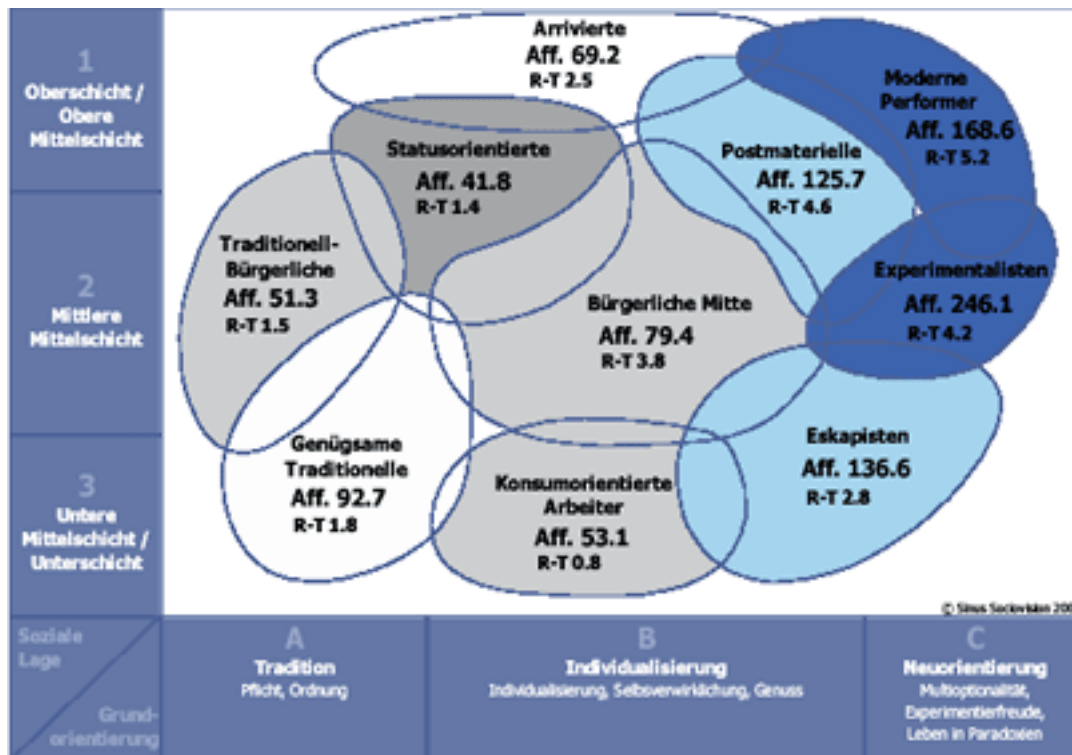 1
Oberschicht /
Obere
Mittelschicht
2
Mittlere
Mittelschicht
3
Untere
Mittelschicht /
Unterschicht
Arrivierte
Aff. 69.2
R-T 2.5
Moderne
Performer
Aff. 168.6
R-T 5.2
Statusorientierte
Aff. 41.8
R-T 1.4
Postmaterielle
Aff. 125.7
R-T 4.6
Traditionell-
Bürgerliche
Aff. 51.3
R-T 1.5
Bürgerliche Mitte
Aff. 79.4
R-T 3.8
Experimentalisten
Aff. 246.1
R-T 4.2
Genügsame
Traditionelle
Aff. 92.7
R-T 1.8
Konsumorientierte
Arbeiter
Aff. 53.1
R-T 0.8
Eskapisten
Aff. 136.6
R-T 2.8
© Sinus Sociovision
Soziale
Lage
Grund-
orientierung
A
Tradition
Pflicht, Ordnung
B
Individualisierung
Individualisierung, Selbsverwirklichung, Genuss
C
Neuorientierung
Multioptionalität,
Experimentierfreude,
Leben in Paradoxien